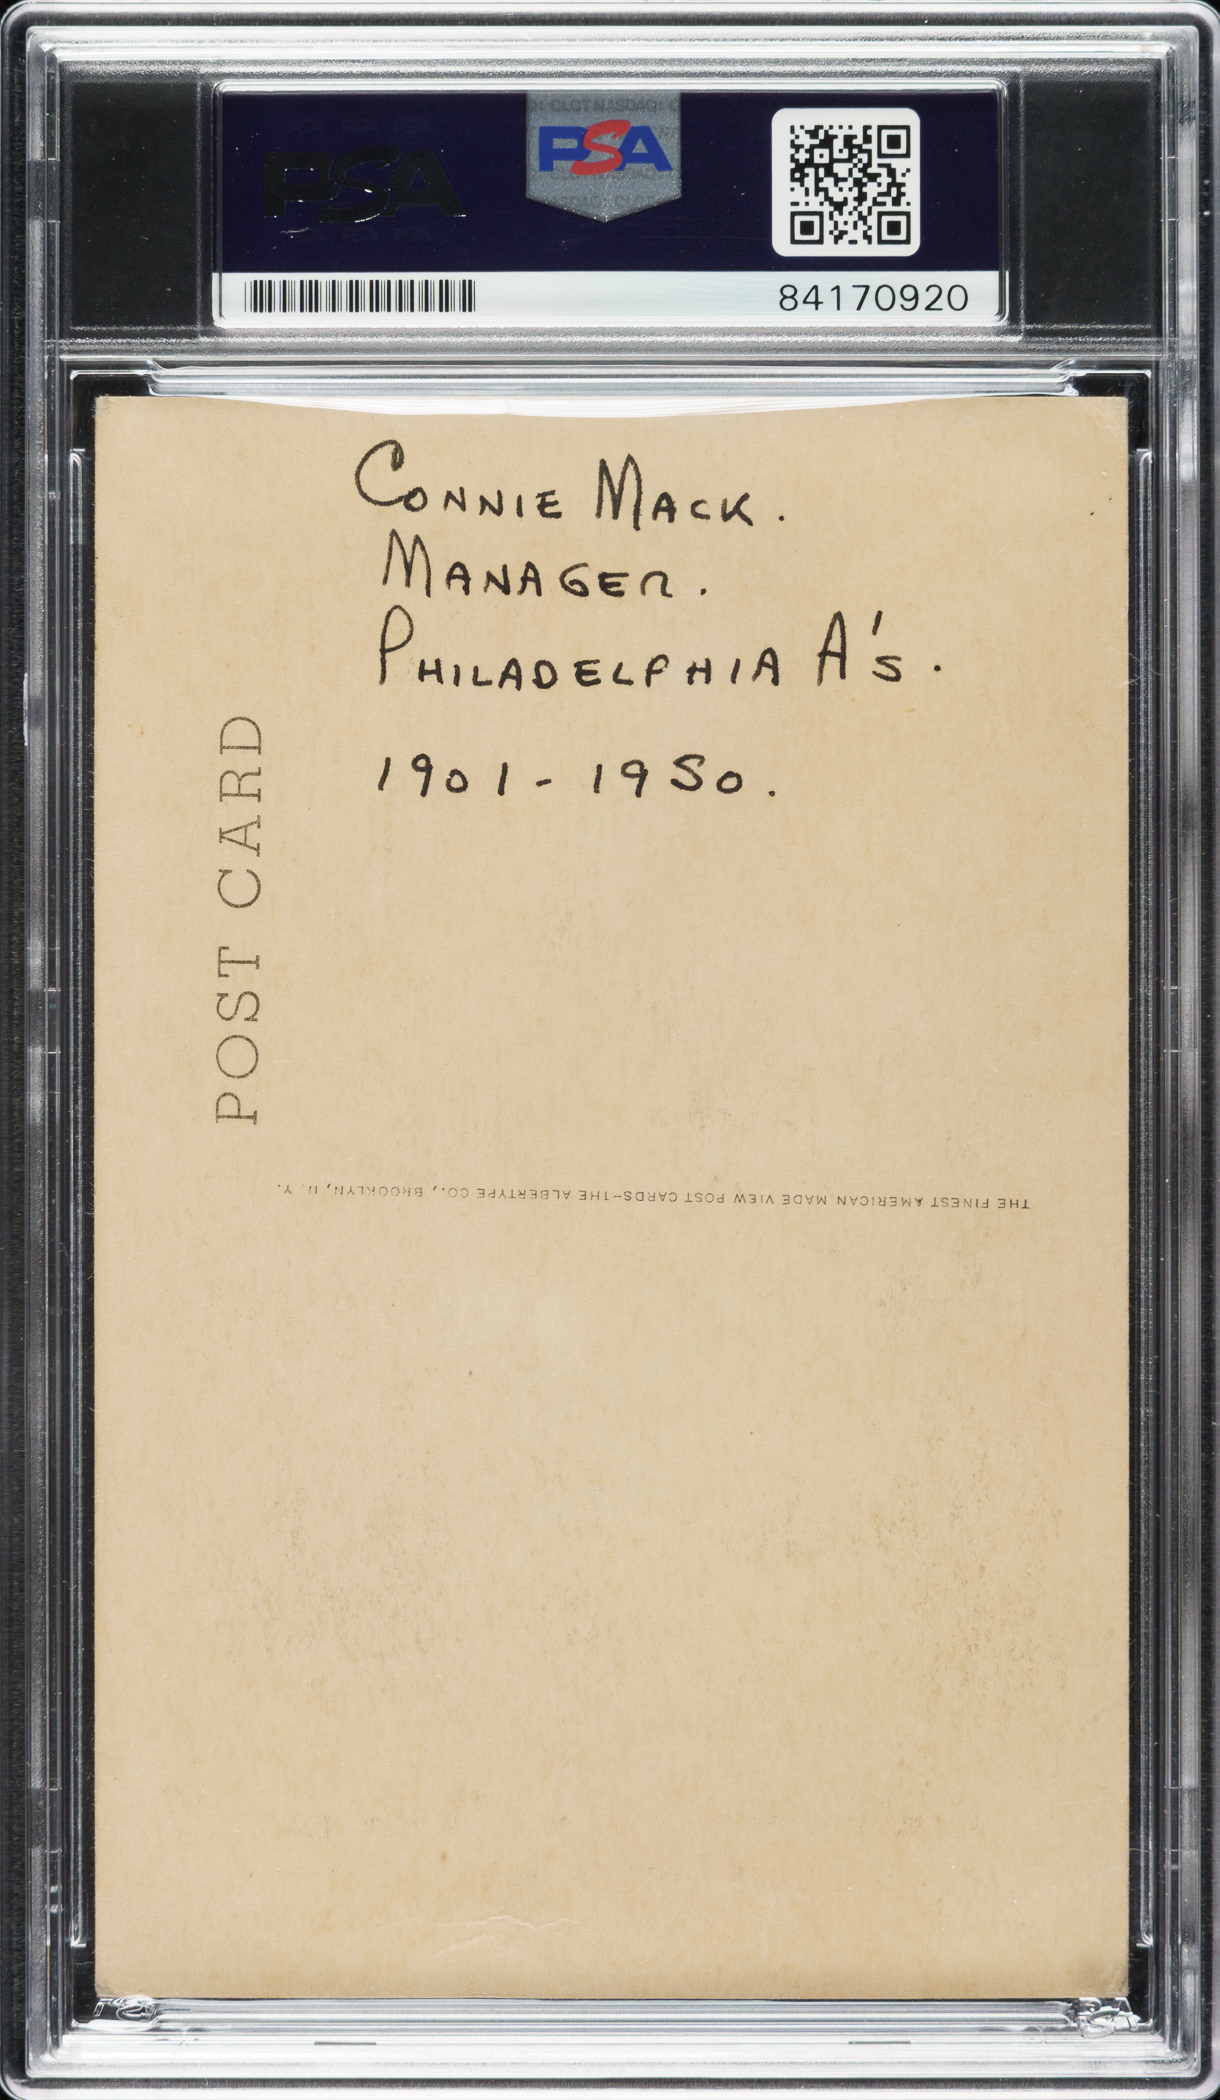 PSA
PSA
84170920
CONNIE MACK.
MANAGER.
PHILADELPHIA A's.
1901-1950.
POST CARD
THE FINEST AMERICAN MADE VIEW POST CARDS-THE ALBERTYPE CO., BROOKLYN, N. Y.